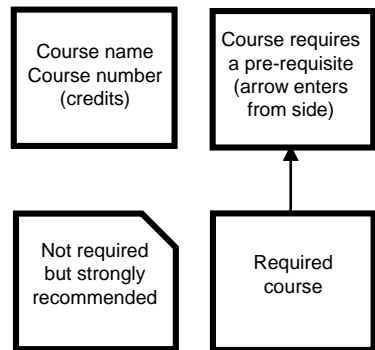 Course name
Course number
(credits)
Course requires
a pre-requisite
(arrow enters
from side)
Not required
but strongly
recommended
Required
course